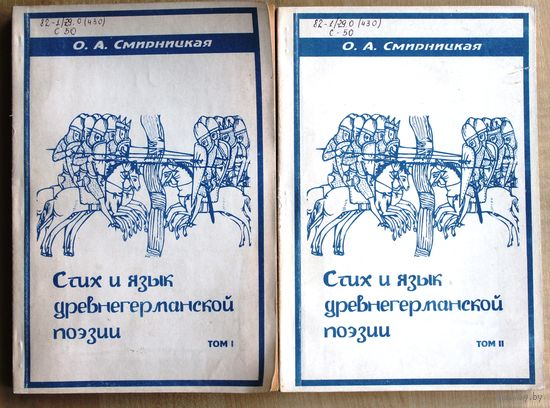 82-1/29.0 (430)
С 50
О. А. Смирницкая
Стих и язык
древнегерманской
поэзии
ТОМ I
82-1/29.0 (430)
С-50
О. А. Смирницкая
Стих и язык
древнегерманской
поэзии
ТОМ II